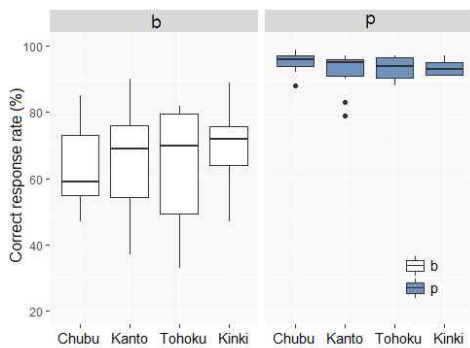 b p
Correct response rate (%)
100
80
60
40
20
b
p
Chubu Kanto Tohoku Kinki Chubu Kanto Tohoku Kinki